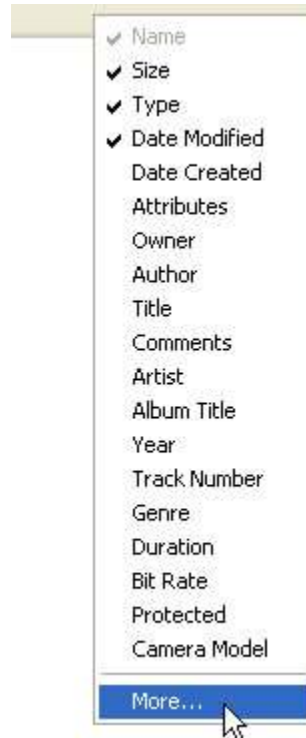 Name
Size
Type
Date Modified
Date Created
Attributes
Owner
Author
Title
Comments
Artist
Album Title
Year
Track Number
Genre
Duration
Bit Rate
Protected
Camera Model
More...